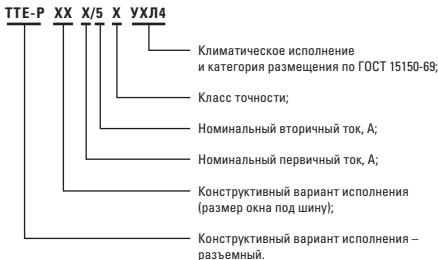 ТТЕ-Р ХХ Х/5 Х УХЛ4
Климатическое исполнение
и категория размещения по ГОСТ 15150-69;
Класс точности;
Номинальный вторичный ток, А;
Номинальный первичный ток, А;
Конструктивный вариант исполнения
(размер окна под шину);
Конструктивный вариант исполнения –
разъемный.